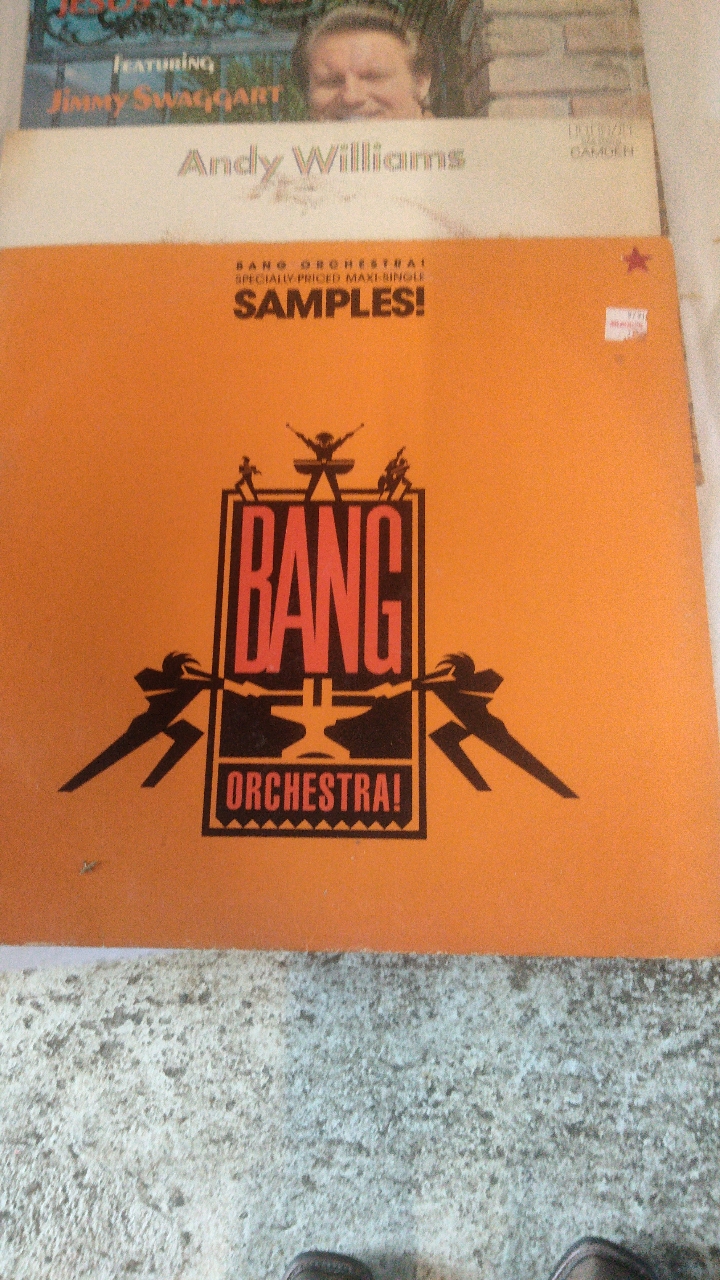 FEATURING
JIMMY SWAGGART
Andy Williams
CAMDEN
BANG ORCHESTRA!
SPECIALLY-PRICED MAXI-SINGLE
SAMPLES!
BANG
ORCHESTRA!